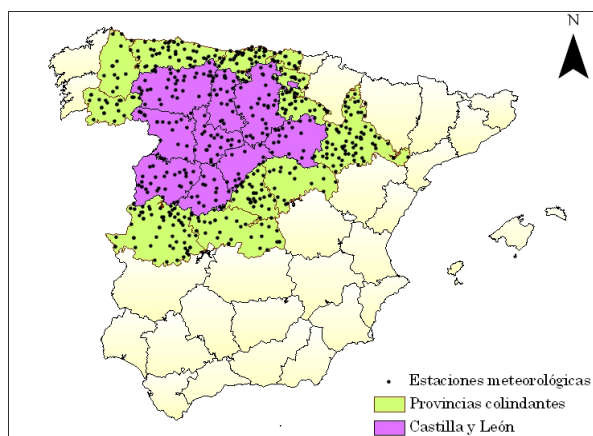 N
Estaciones meteorológicas
Provincias colindantes
Castilla y León